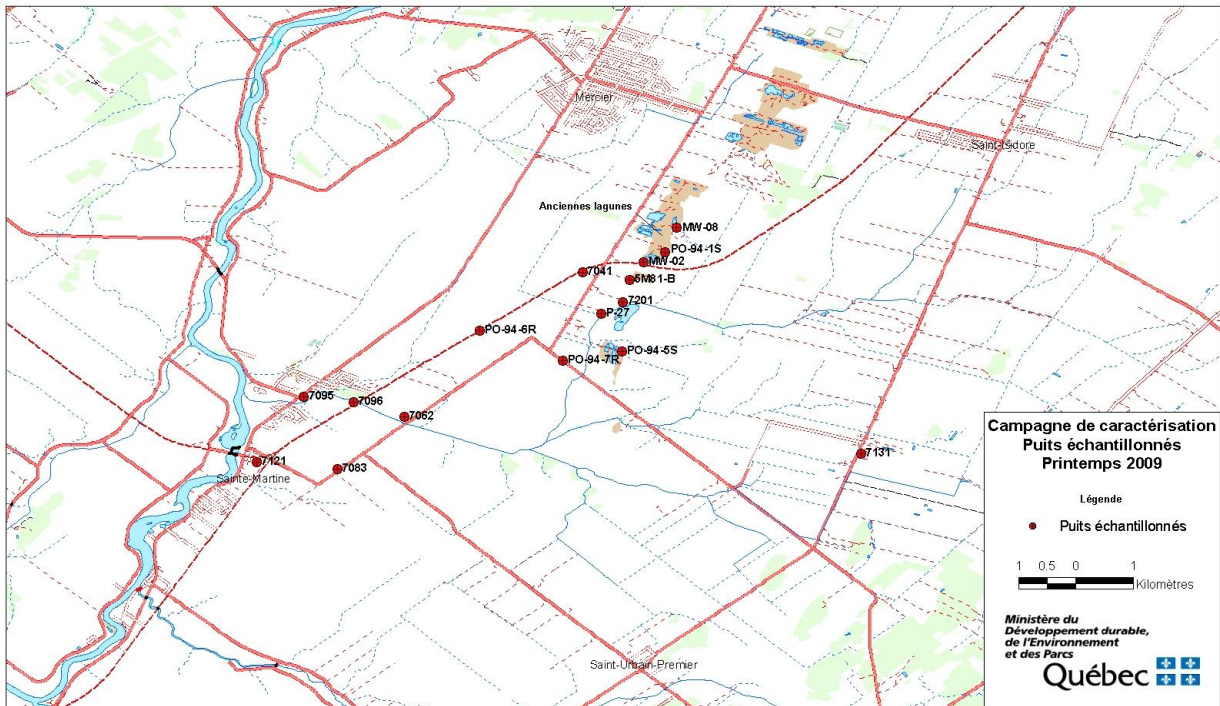 Mercier
Saint-Isidore
Anciennes lagunes
MW-08
PO-94-1S
MW-02
7041
5M81-B
7201
P-27
PO-94-6R
PO-94-5S
PO-94-7R
7095
7096
7062
7131
7121
7083
Sainte-Martine
Saint-Urbain-Premier
Campagne de caractérisation
Puits échantillonnés
Printemps 2009
Légende
Puits échantillonnés
1 0.5 0 1
Kilomètres
Ministère du
Développement durable,
de l'Environnement
et des Parcs
Québec